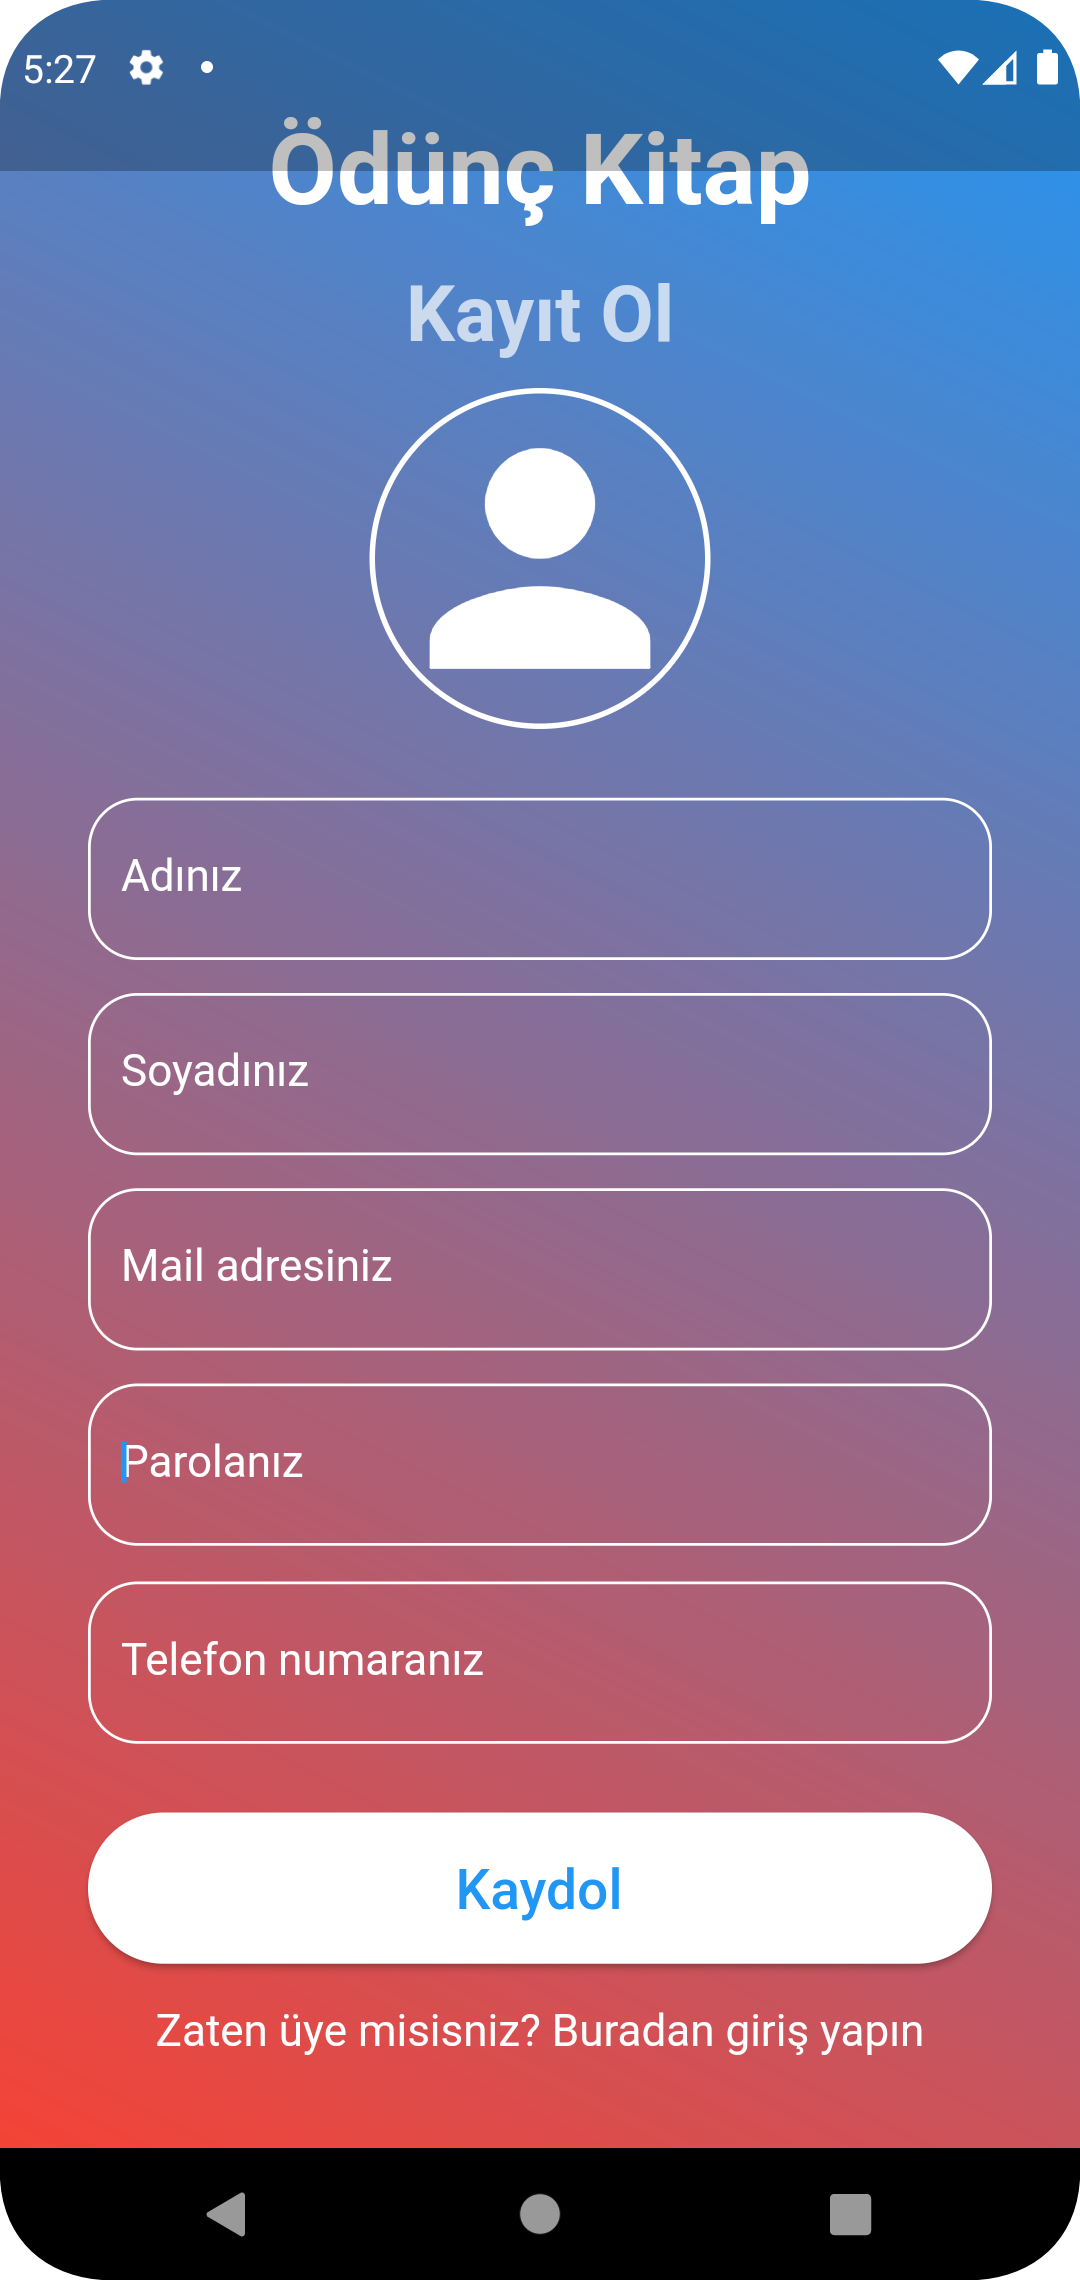 5:27
Ödünç Kitap
Kayıt Ol
Adınız
Soyadınız
Mail adresiniz
Parolanız
Telefon numaranız
Kaydol
Zaten üye misisniz? Buradan giriş yapın